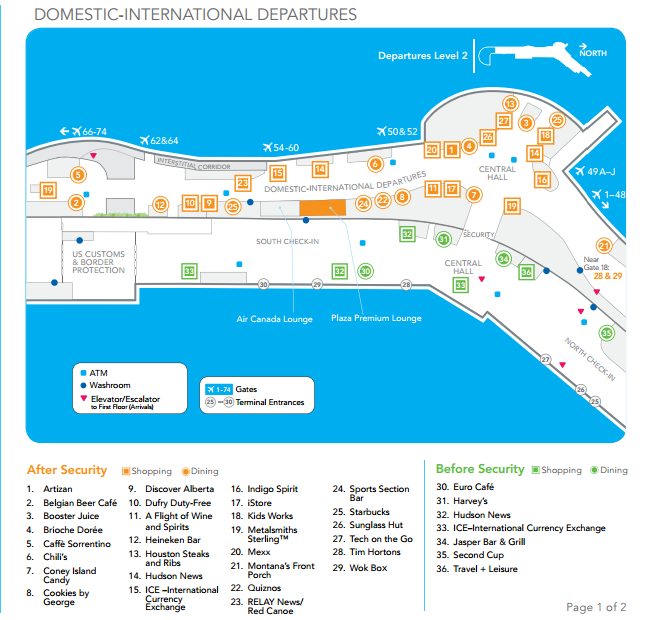 DOMESTIC-INTERNATIONAL DEPARTURES
Departures Level 2
NORTH
66-74
62&64
54-60
50&52
49 A-J
1-48
INTERSTITIAL CORRIDOR
DOMESTIC-INTERNATIONAL DEPARTURES
CENTRAL
HALL
13
27
3
25
26
18
20
1
4
14
16
6
14
15
23
5
19
2
12
10
9
25
24
22
8
11
17
7
19
21
Near
Gate 18:
28 & 29
SECURITY
SOUTH CHECK-IN
US CUSTOMS
& BORDER
PROTECTION
CENTRAL
HALL
32
31
34
36
33
33
32
30
35
30
29
28
27
26
25
NORTH CHECK-IN
Air Canada Lounge
Plaza Premium Lounge
ATM
Washroom
Elevator/Escalator
to First Floor (Arrivals)
1-74 Gates
25 30 Terminal Entrances
After Security Shopping Dining
1. Artizan
2. Belgian Beer Café
3. Booster Juice
4. Brioche Dorée
5. Caffè Sorrentino
6. Chili's
7. Coney Island
Candy
8. Cookies by
George
9. Discover Alberta
10. Dufry Duty-Free
11. A Flight of Wine
and Spirits
12. Heineken Bar
13. Houston Steaks
and Ribs
14. Hudson News
15. ICE –International
Currency
Exchange
16. Indigo Spirit
17. iStore
18. Kids Works
19. Metalsmiths
Sterling™
20. Mexx
21. Montana's Front
Porch
22. Quiznos
23. RELAY News/
Red Canoe
24. Sports Section
Bar
25. Starbucks
26. Sunglass Hut
27. Tech on the Go
28. Tim Hortons
29. Wok Box
Before Security Shopping Dining
30. Euro Café
31. Harvey's
32. Hudson News
33. ICE–International Currency Exchange
34. Jasper Bar & Grill
35. Second Cup
36. Travel + Leisure
Page 1 of 2